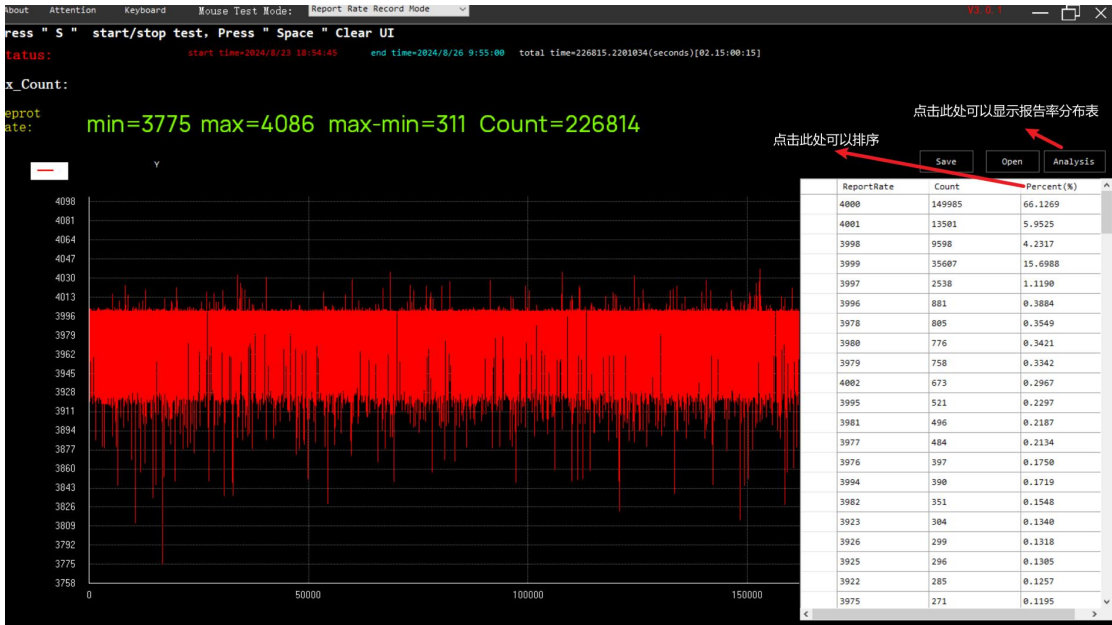 About Attention Keyboard Mouse Test Mode: Report Rate Record Mode V3.0.1
ress " S " start/stop test, Press " Space " Clear UI
tatus: start time=2024/8/23 18:54:45 end time=2024/8/26 9:55:00 total time=226815.2201034(seconds)[02.15:00:15]
x_Count:
eprot
ate:
min=3775 max=4086 max-min=311 Count=226814
点击此处可以显示报告率分布表
点击此处可以排序
Save Open Analysis
Y
ReportRate Count Percent(%)
4000 149985 66.1269
4001 13501 5.9525
3998 9598 4.2317
3999 35607 15.6988
3997 2538 1.1190
3996 881 0.3884
3978 805 0.3549
3980 776 0.3421
3979 758 0.3342
4002 673 0.2967
3995 521 0.2297
3981 496 0.2187
3977 484 0.2134
3976 397 0.1750
3994 390 0.1719
3982 351 0.1548
3923 304 0.1340
3926 299 0.1318
3925 296 0.1305
3922 285 0.1257
3975 271 0.1195
4098
4081
4064
4047
4030
4013
3996
3979
3962
3945
3928
3911
3894
3877
3860
3843
3826
3809
3792
3775
3758
0 50000 100000 150000